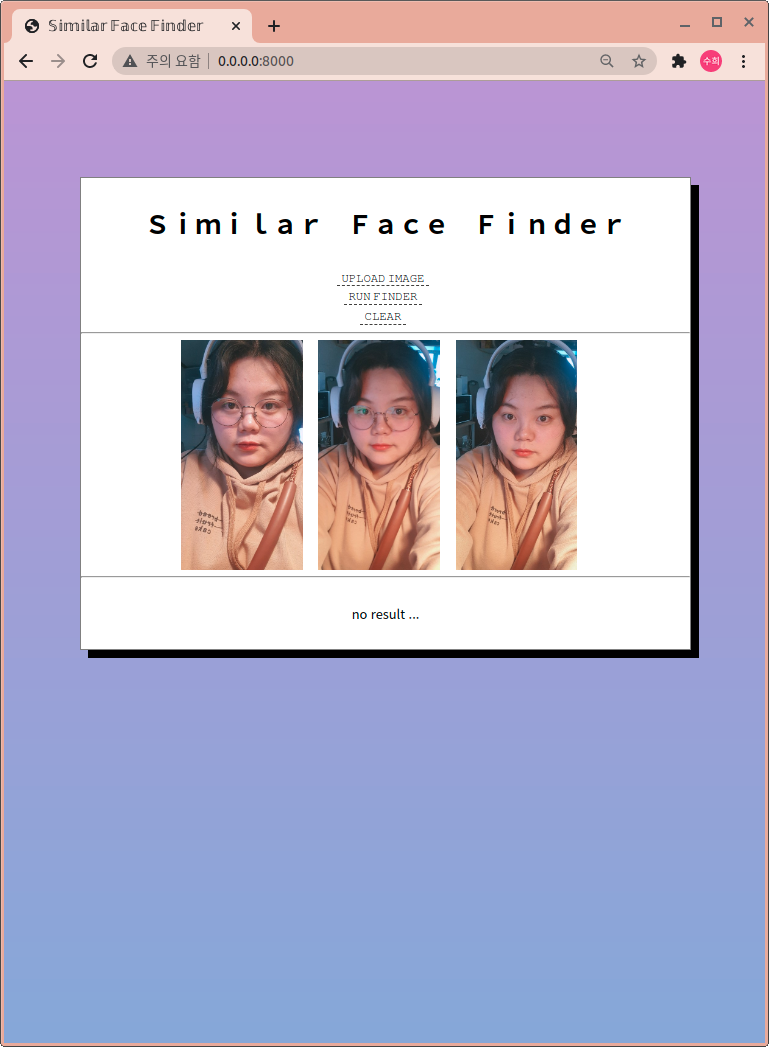 𝕊𝕚𝕞𝕚𝕝𝕒𝕣 𝔽𝕒𝕔𝕖 𝔽𝕚𝕟𝕕𝕖𝕣
주의 요함 0.0.0.0:8000
수희
Similar Face Finder
UPLOAD IMAGE
RUN FINDER
CLEAR
no result ...